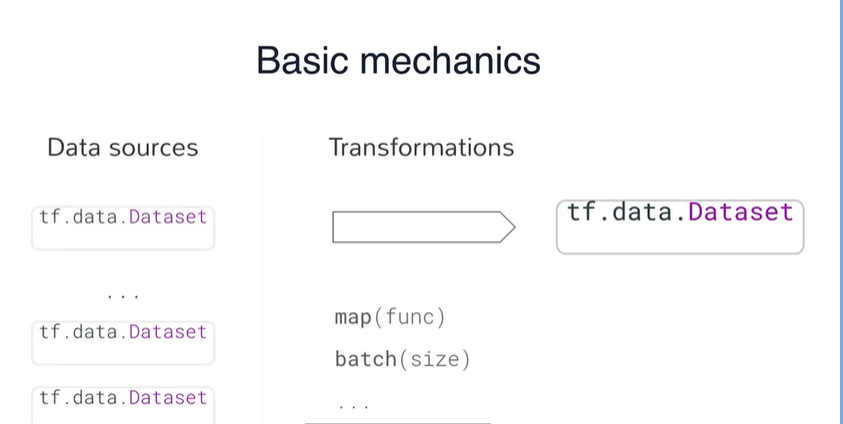 Basic mechanics
Data sources
tf.data.Dataset
...
tf.data.Dataset
tf.data.Dataset
Transformations
map(func)
batch(size)
...
tf.data.Dataset